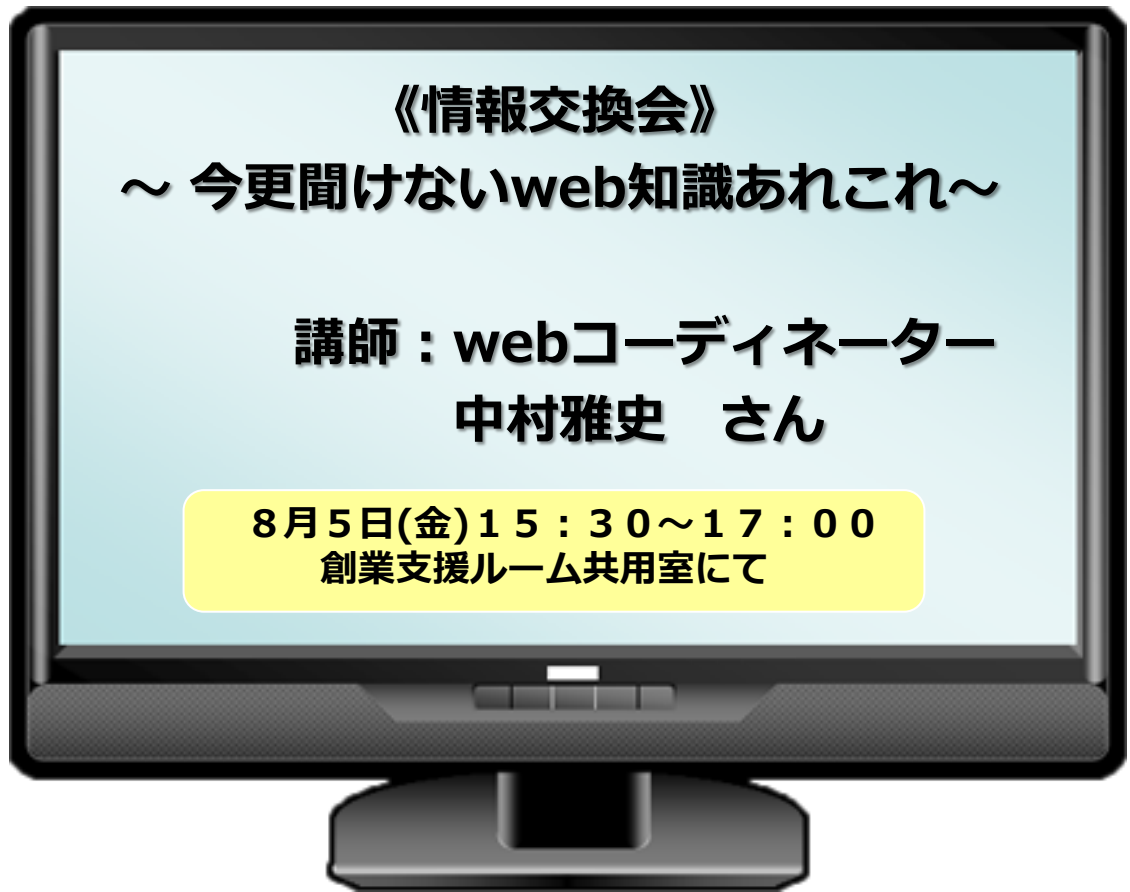 《情報交換会》
～ 今更聞けないweb知識あれこれ～
講師：webコーディネーター
中村雅史　さん
８月５日(金)１５：３０～１７：００
創業支援ルーム共用室にて